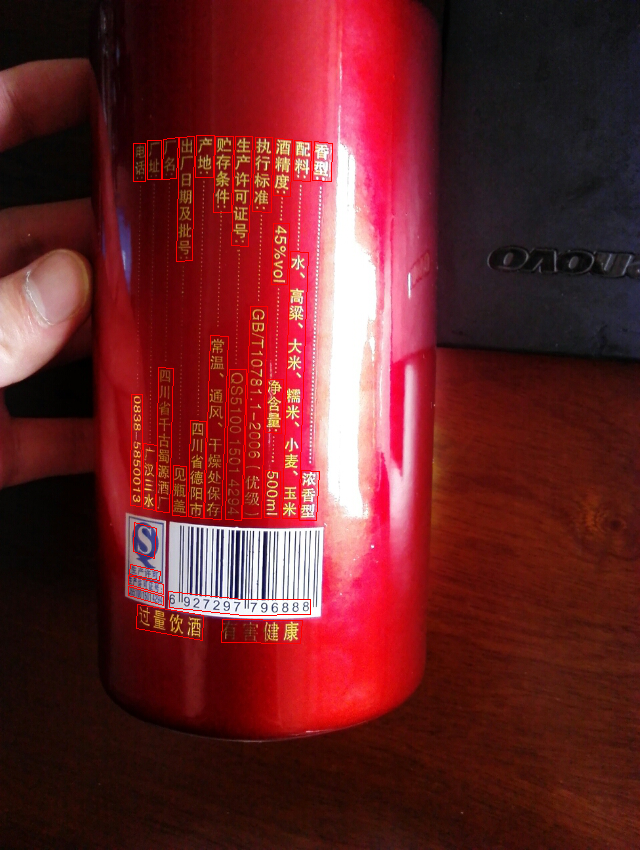 香型: 浓香型
配料: 水、高粱、大米、糯米、小麦、玉米
酒精度: 45%vol 净含量: 500ml
执行标准: GB/T10781.1-2006(优级)
生产许可证号: QS510015014294
贮存条件: 常温、通风、干燥处保存
产地: 四川省德阳市
出厂日期及批号: 见瓶盖
厂名: 四川省千古蜀源酒厂
厂址: 广汉三水
电话: 0838-5850013
6 927297 796888
过量饮酒 有害健康